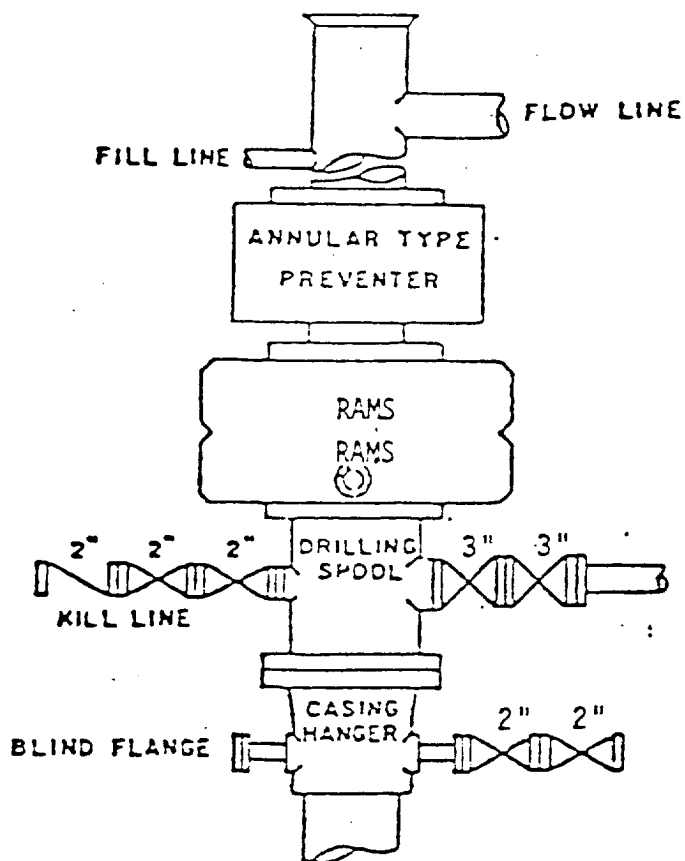 FLOW LINE
FILL LINE
ANNULAR TYPE
PREVENTER
RAMS
RAMS
2" 2" 2"
DRILLING
SPOOL
3" 3"
KILL LINE
CASING
HANGER
2" 2"
BLIND FLANGE